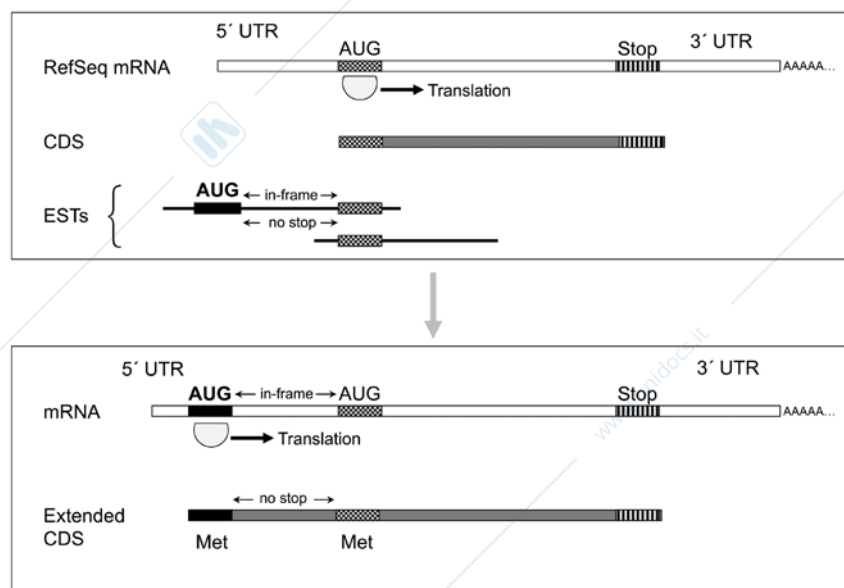 5´ UTR
AUG
Stop
3´ UTR
RefSeq mRNA
AAAAA...
Translation
CDS
AUG
in-frame
ESTs
no stop
5´ UTR
3´ UTR
AUG
in-frame
AUG
Stop
mRNA
AAAAA...
Translation
no stop
Extended
CDS
Met
Met